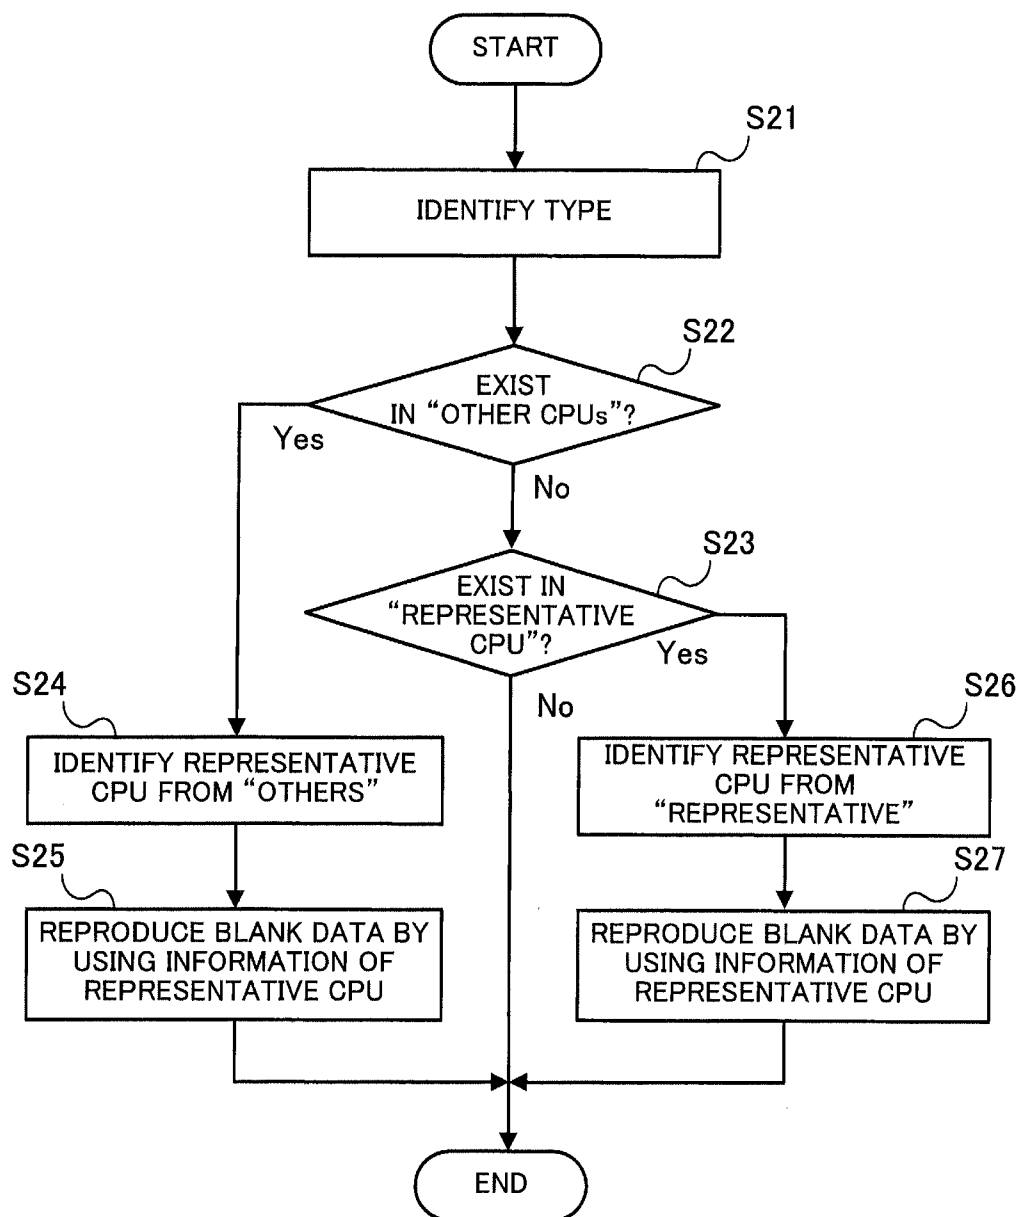 START
S21
IDENTIFY TYPE
S22
EXIST
IN “OTHER CPUs”?
Yes
No
S23
EXIST IN
“REPRESENTATIVE
CPU”?
Yes
No
S24
IDENTIFY REPRESENTATIVE
CPU FROM “OTHERS”
S26
IDENTIFY REPRESENTATIVE
CPU FROM
“REPRESENTATIVE”
S25
REPRODUCE BLANK DATA BY
USING INFORMATION OF
REPRESENTATIVE CPU
S27
REPRODUCE BLANK DATA BY
USING INFORMATION OF
REPRESENTATIVE CPU
END